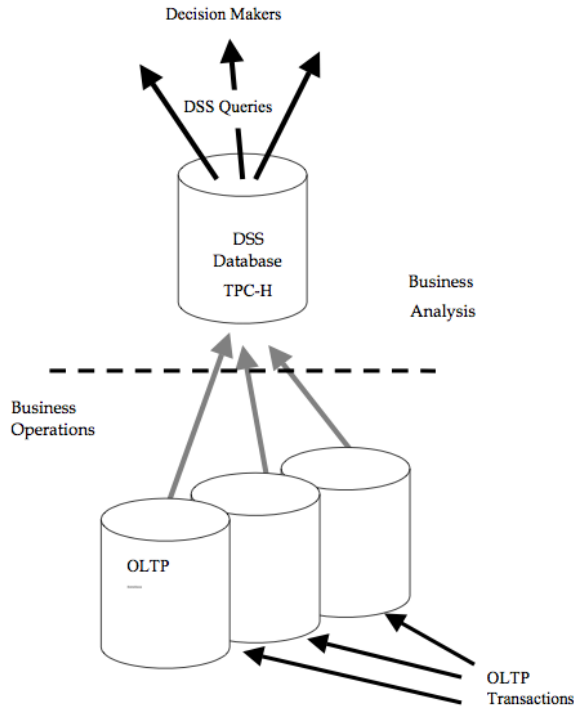 Decision Makers
DSS Queries
DSS
Database
TPC-H
Business
Analysis
Business
Operations
OLTP
OLTP
Transactions